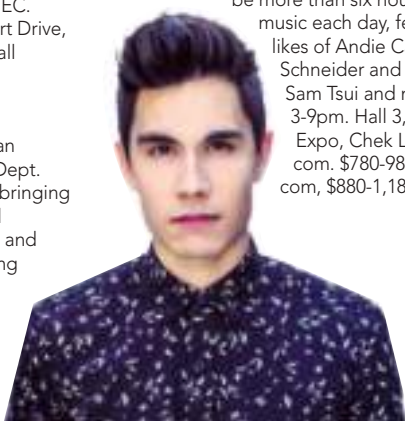 EC.
rt Drive,
all
an
Dept.
bringing
and
ng
be more than six hou
music each day, fe
likes of Andie C
Schneider and
Sam Tsui and
3-9pm. Hall 3,
Expo, Chek L
com. $780-98
com, $880-1,18